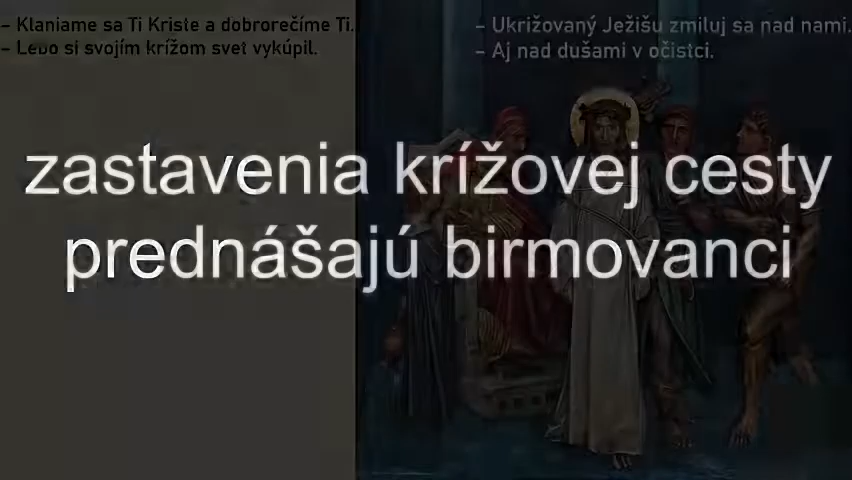 – Klaniame sa Ti Kriste a dobrorečíme Ti.
– Lebo si svojím krížom svet vykúpil.
– Ukrižovaný Ježišu zmiluj sa nad nami.
– Aj nad dušami v očistci.
zastavenia krížovej cesty
prednášajú birmovanci